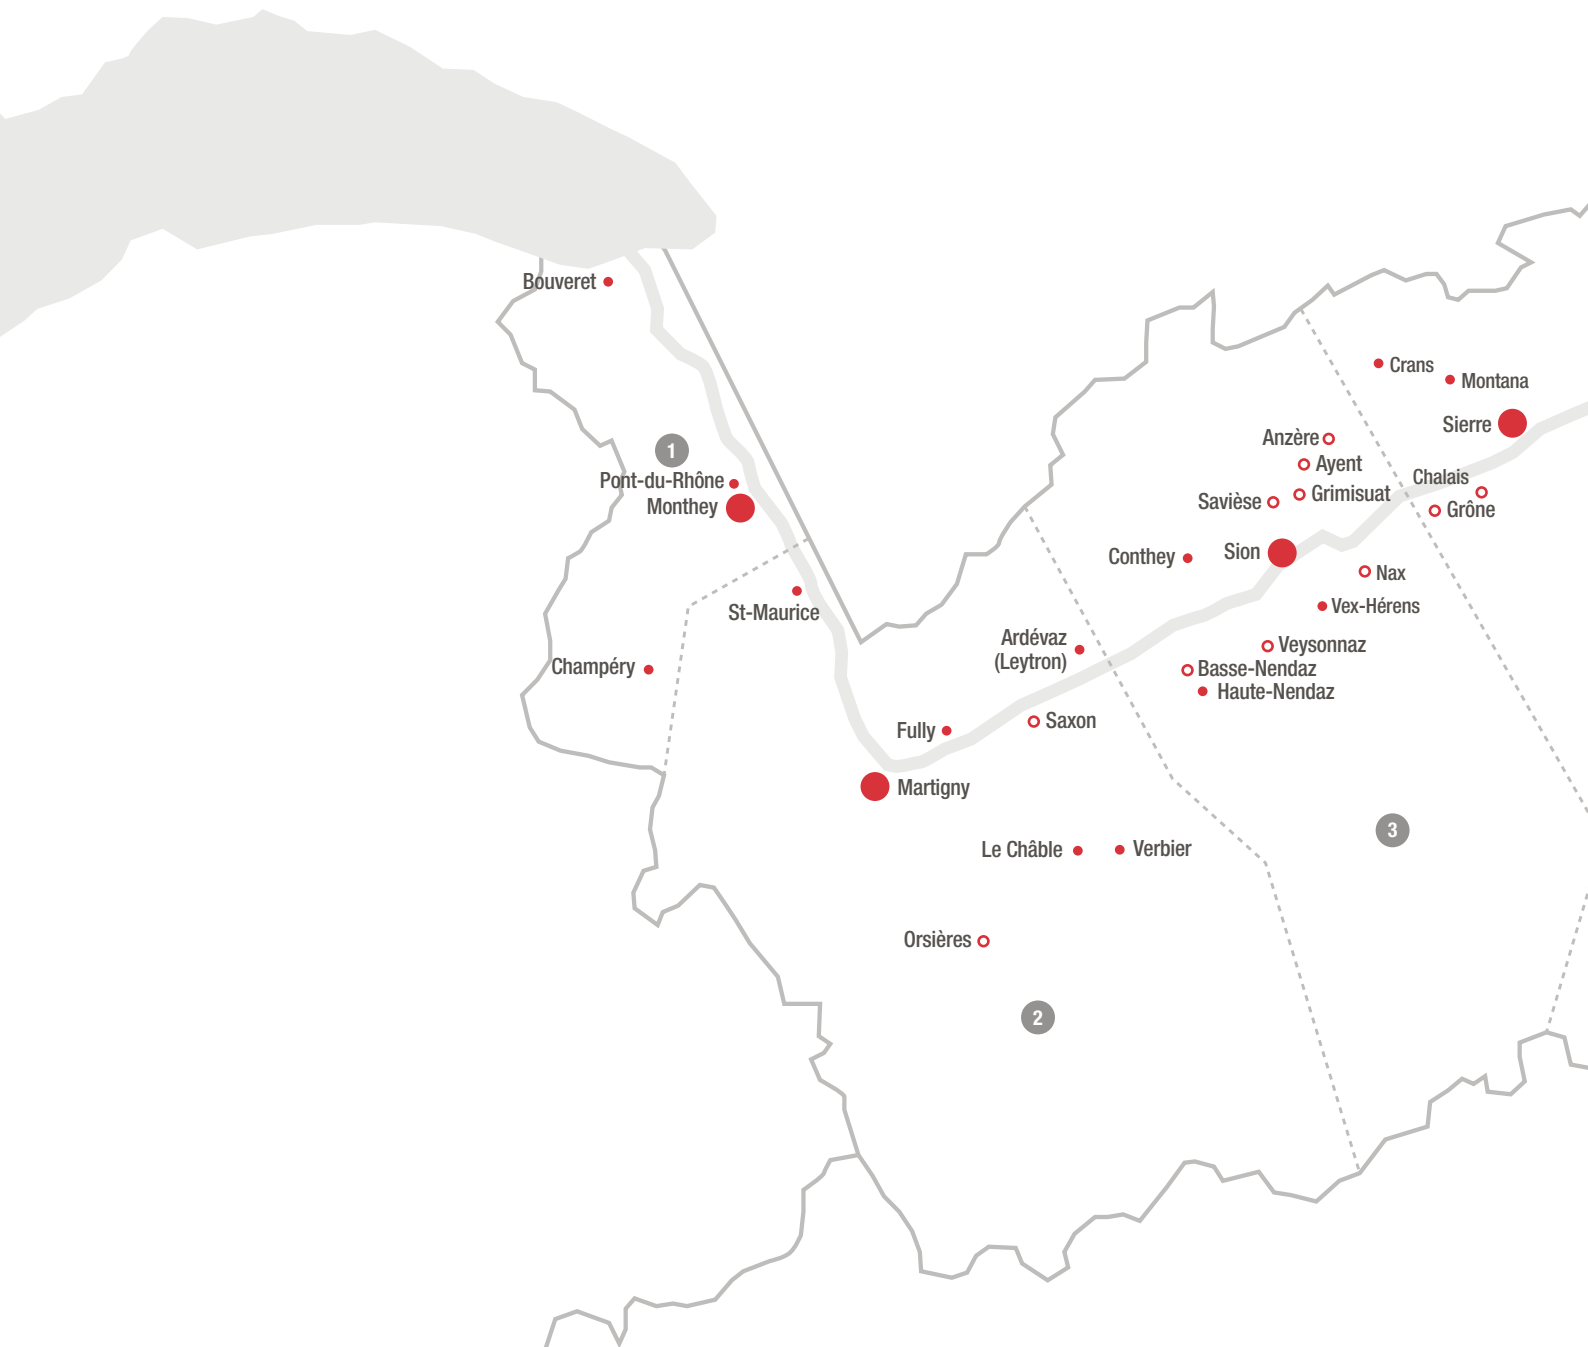 Bouveret
Crans
Montana
Sierre
Anzère
1
Ayent
Chalais
Pont-du-Rhône
Grimisuat
Savièse
Monthey
Grône
Sion
Conthey
Nax
St-Maurice
Vex-Hérens
Ardévaz
(Leytron)
Veysonnaz
Champéry
Basse-Nendaz
Haute-Nendaz
Saxon
Fully
Martigny
3
Le Châble
Verbier
Orsières
2